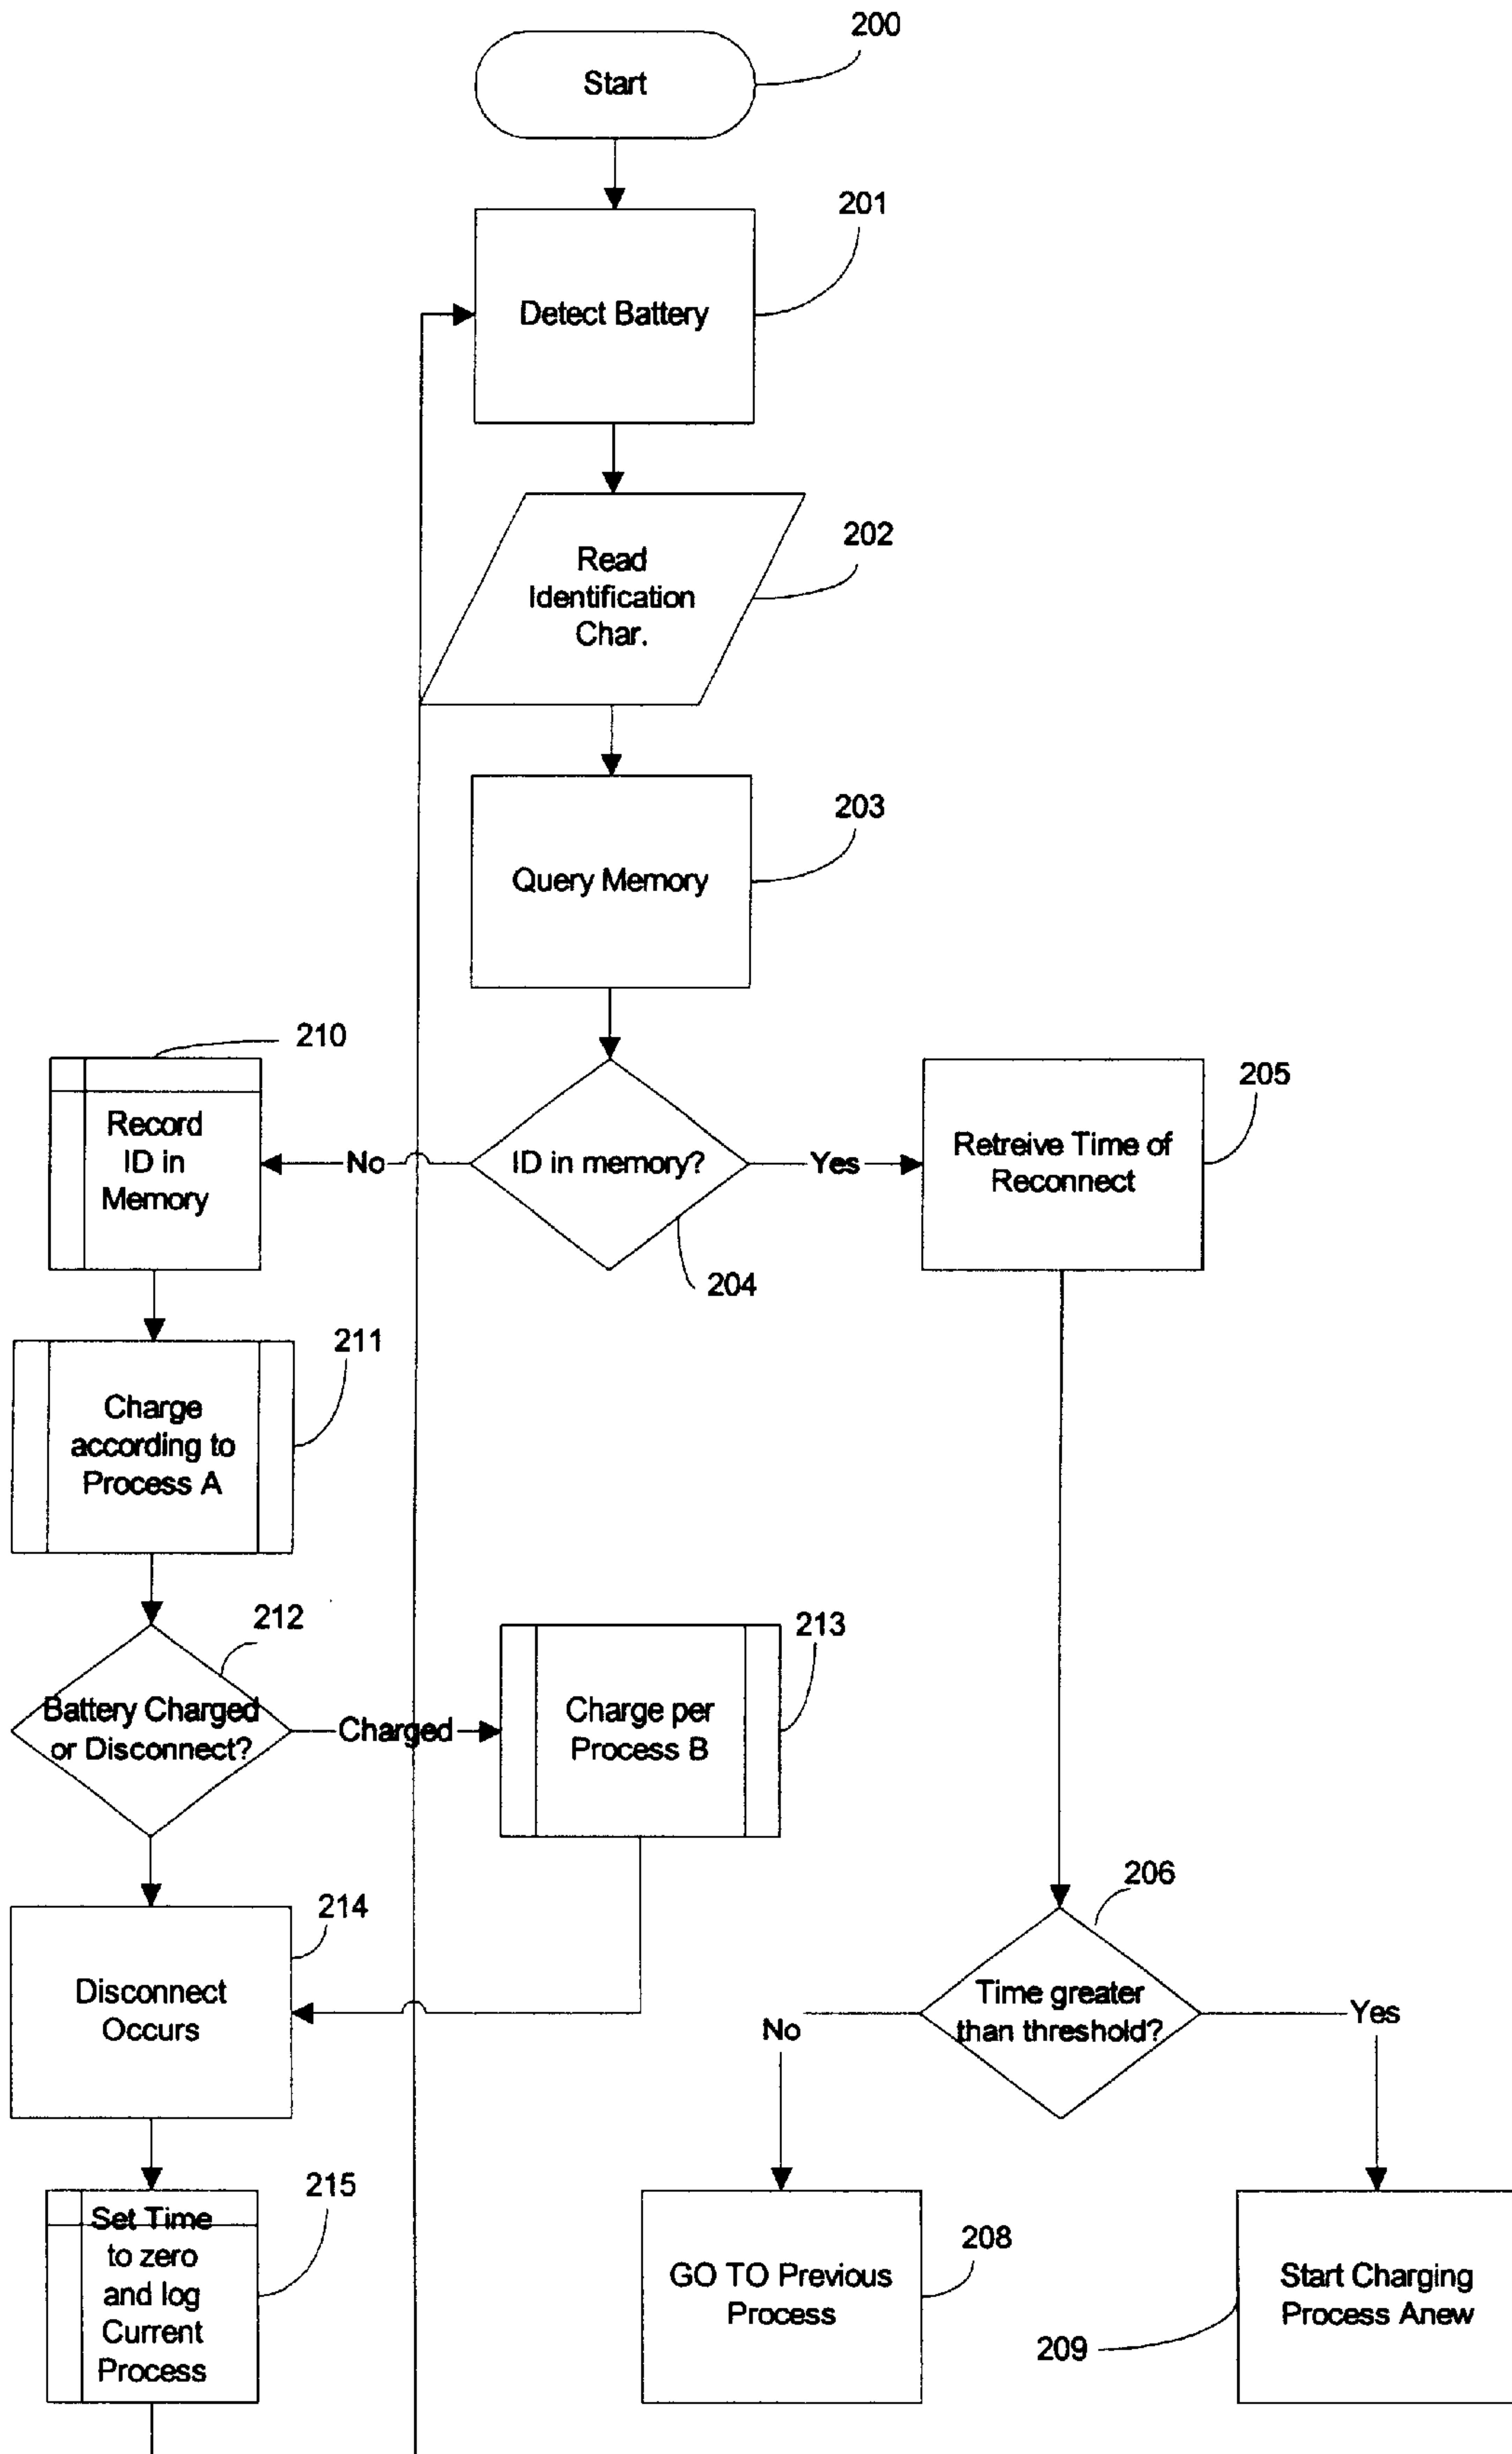 200
Start
201
Detect Battery
202
Read
Identification
Char.
203
Query Memory
210
Record
ID in
Memory
No
ID in memory?
Yes
Retreive Time of
Reconnect
205
204
211
Charge
according to
Process A
212
Battery Charged
or Disconnect?
Charged
213
Charge per
Process B
214
Disconnect
Occurs
206
Time greater
than threshold?
No
Yes
215
Set Time
to zero
and log
Current
Process
GO TO Previous
Process
208
Start Charging
Process Anew
209